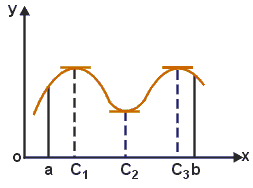 y
o a C₁ C₂ C₃ b x